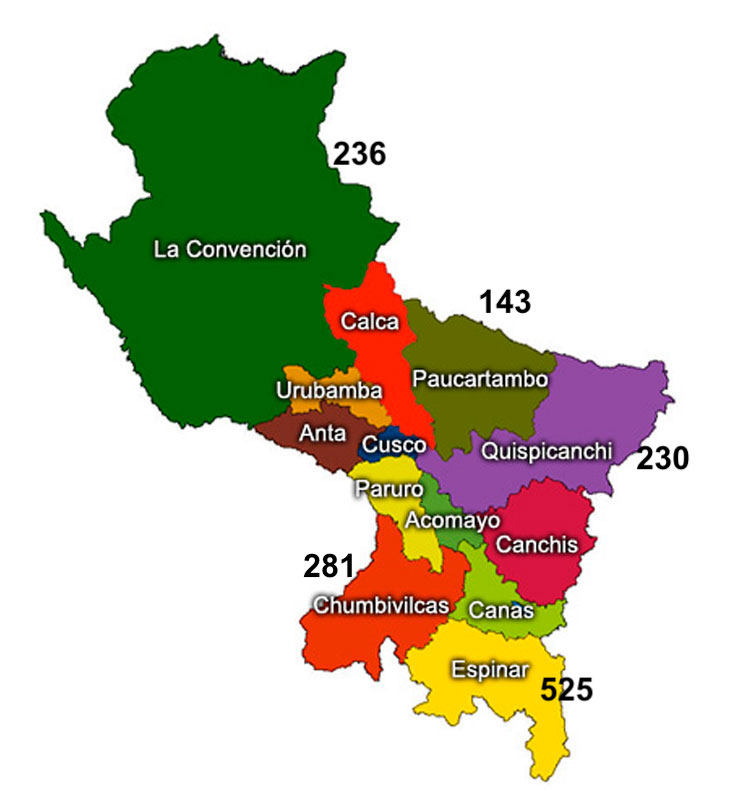 236
La Convención
143
Calca
Paucartambo
Urubamba
Anta
Cusco
Quispicanchi
230
Paruro
Acomayo
Canchis
281
Chumbivilcas
Canas
Espinar
525